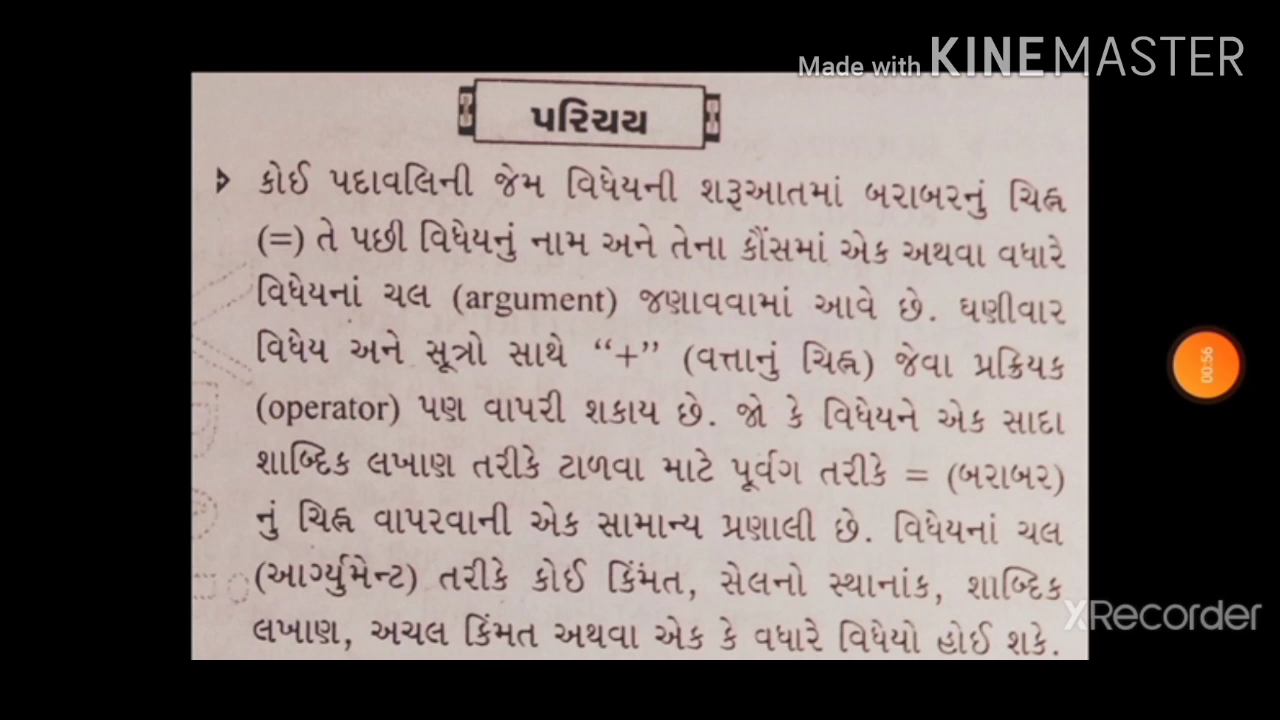 Made with KINEMASTER
પરિચય
કોઈ પદાવલિની જેમ વિધેયની શરૂઆતમાં બરાબરનું ચિહ્ન
(=) તે પછી વિધેયનું નામ અને તેના કૌંસમાં એક અથવા વધારે
વિધેયનાં ચલ (argument) જણાવવામાં આવે છે. ઘણીવાર
વિધેય અને સૂત્રો સાથે “+” (વત્તાનું ચિહ્ન) જેવા પ્રક્રિયક
(operator) પણ વાપરી શકાય છે. જો કે વિધેયને એક સાદા
શાબ્દિક લખાણ તરીકે ટાળવા માટે પૂર્વગ તરીકે = (બરાબર)
નું ચિહ્ન વાપરવાની એક સામાન્ય પ્રણાલી છે. વિધેયનાં ચલ
(આર્ગ્યુમેન્ટ) તરીકે કોઈ કિંમત, સેલનો સ્થાનાંક, શાબ્દિક
લખાણ, અચલ કિંમત અથવા એક કે વધારે વિધેયો હોઈ શકે.
00:56
XRecorder